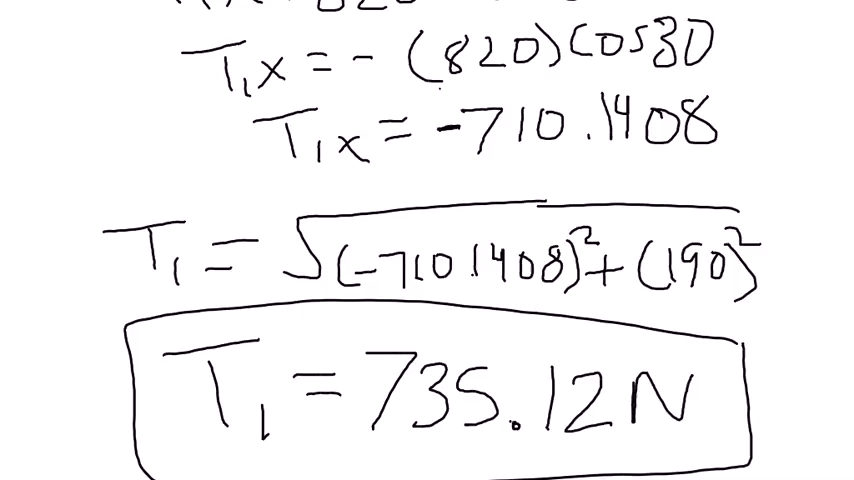 T₁x = - (820)cos30
T₁x = -710.1408
T₁ = √(-710.1408)² + (190)²
T₁ = 735.12N